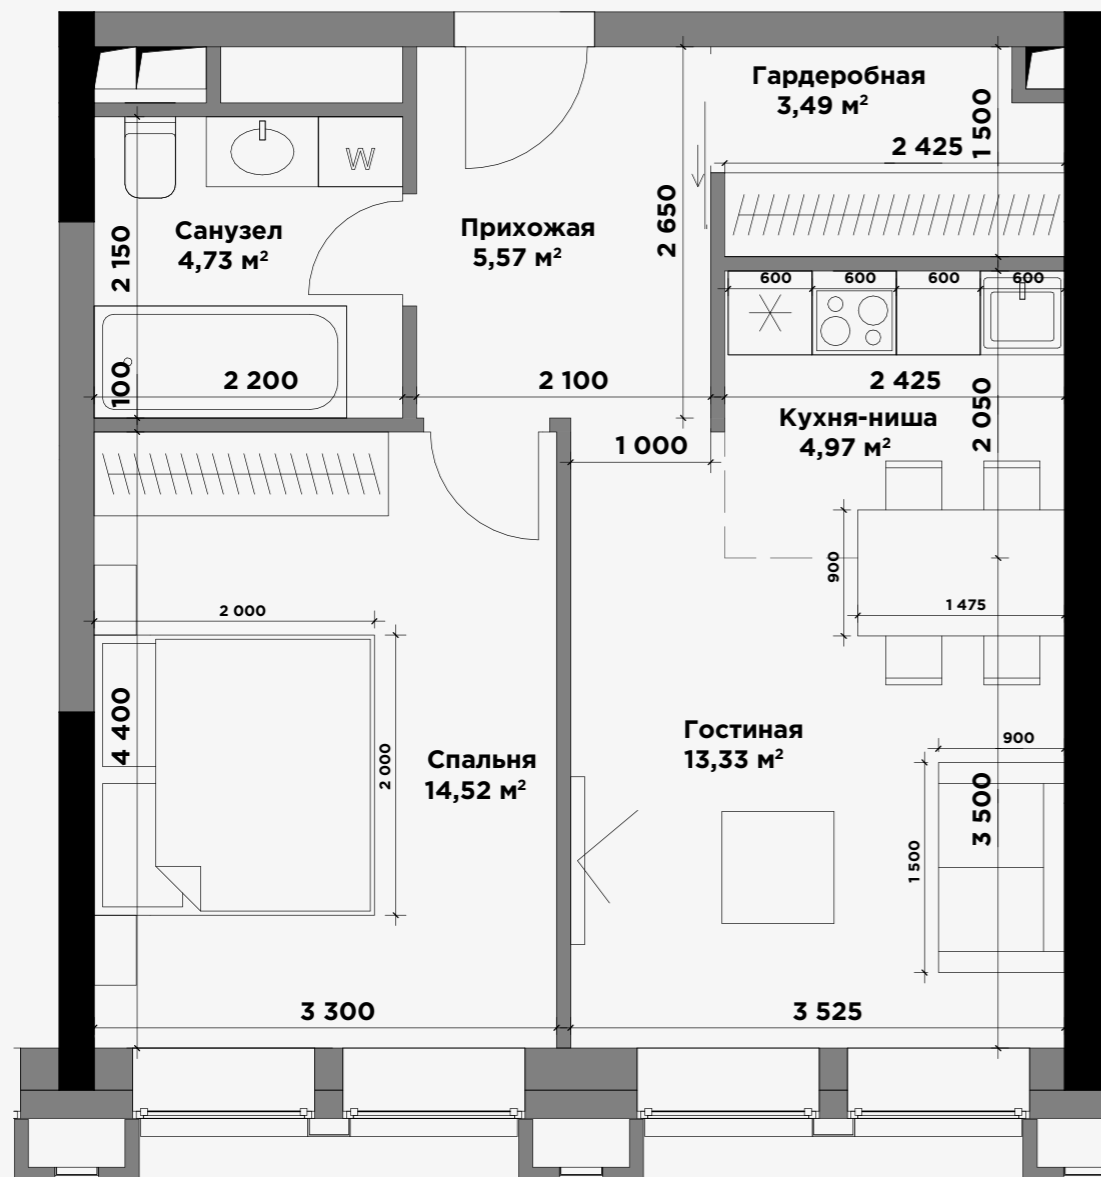 Гардеробная
3,49 м²
1 500
2 425
W
Санузел
4,73 м²
Прихожая
5,57 м²
2 650
2 150
600
600
600
600
100
2 200
2 100
2 425
2 050
Кухня-ниша
4,97 м²
1 000
900
1 475
2 000
4 400
2 000
Спальня
14,52 м²
Гостиная
13,33 м²
900
3 500
1 500
3 300
3 525